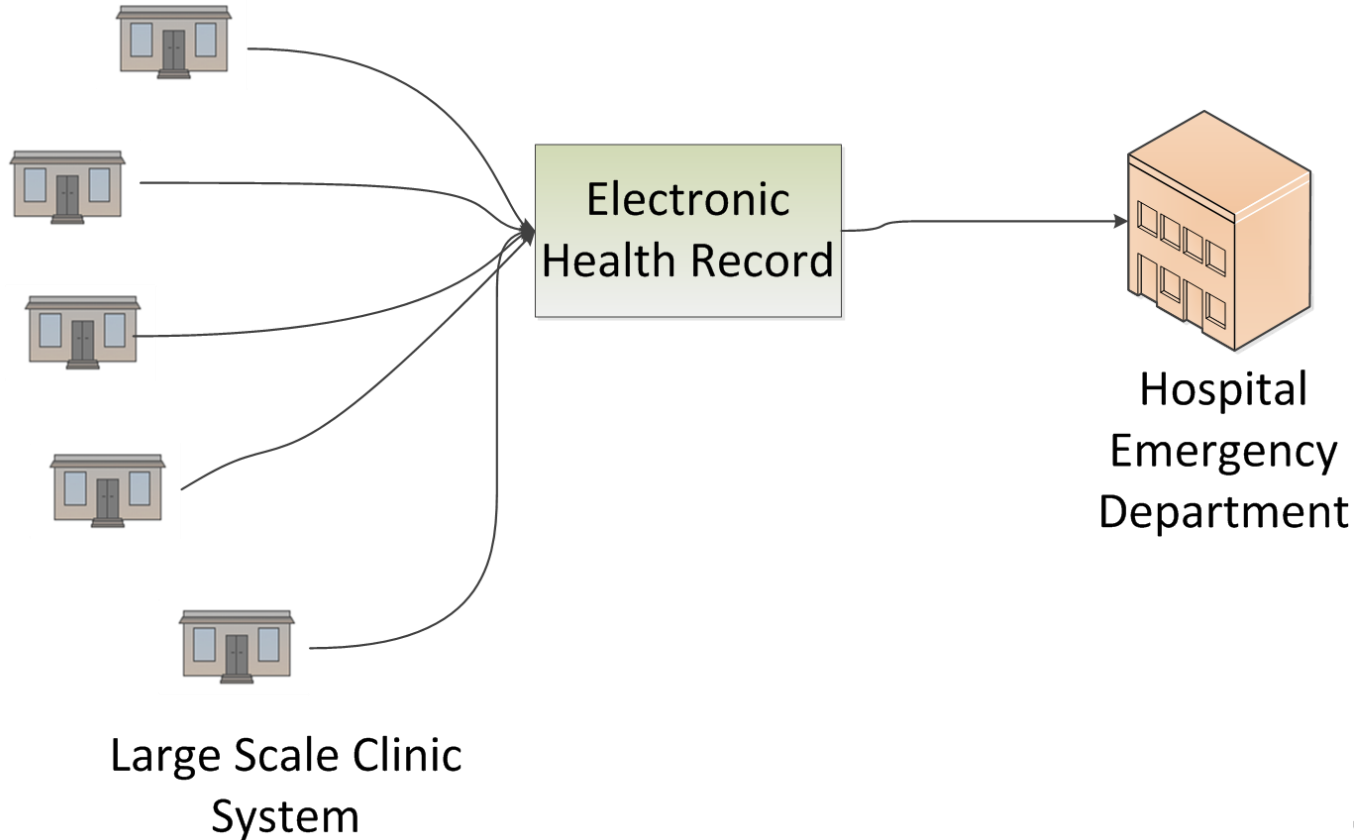 Electronic
Health Record
Hospital
Emergency
Department
Large Scale Clinic
System